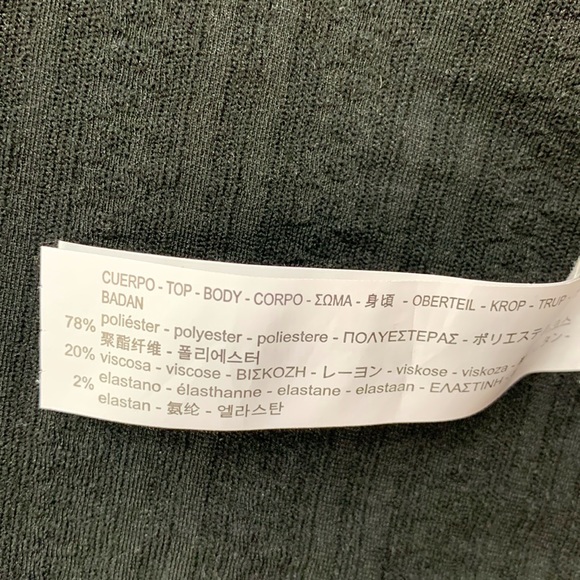 CUERPO - TOP - BODY - CORPO - ΣΩΜΑ - 身頃 - OBERTEIL - KROP - TRUP
BADAN
78% poliéster - polyester - poliestere - ΠΟΛΥΕΣΤΕΡΑΣ - ポリエステル
聚酯纤维 - 폴리에스터
20% viscosa - viscose - ΒΙΣΚΟΖΗ - レーヨン - viskose - viskoza -
2% elastano - élasthanne - elastane - elastaan - ΕΛΑΣΤΙΝΗ
elastan - 氨纶 - 엘라스탄